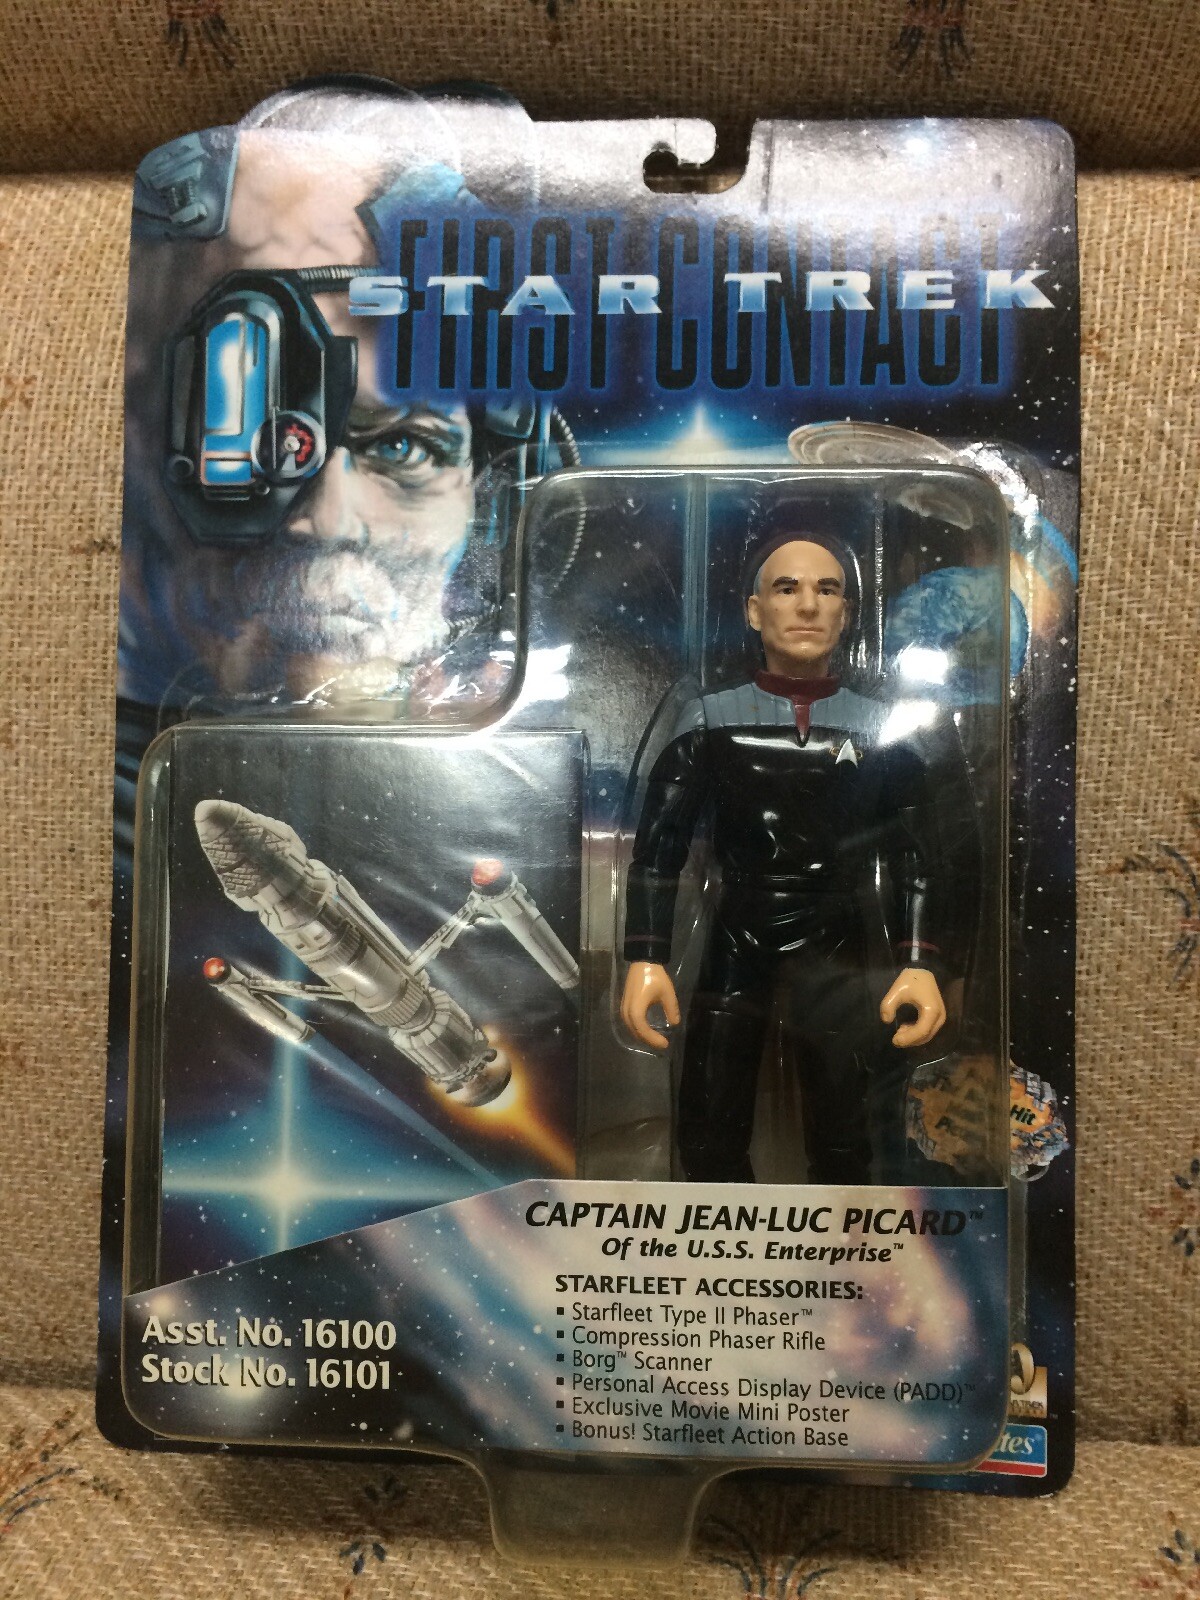 FIRST CONTACT™
STAR TREK
Hit
CAPTAIN JEAN-LUC PICARD™
Of the U.S.S. Enterprise™
STARFLEET ACCESSORIES:
▪ Starfleet Type II Phaser™
▪ Compression Phaser Rifle
▪ Borg™ Scanner
▪ Personal Access Display Device (PADD)™
▪ Exclusive Movie Mini Poster
▪ Bonus! Starfleet Action Base
Asst. No. 16100
Stock No. 16101